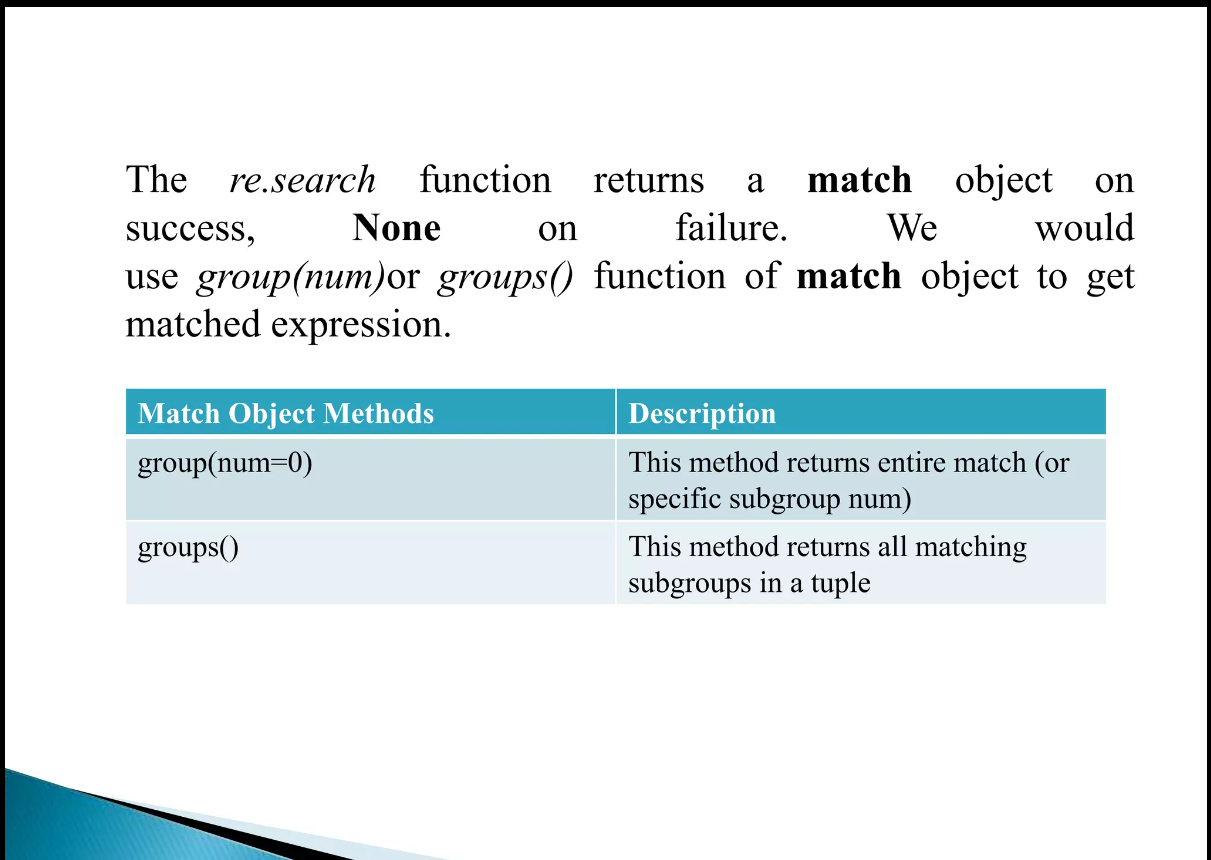 The re.search function returns a match object on
success, None on failure. We would
use group(num)or groups() function of match object to get
matched expression.
Match Object Methods
Description
group(num=0)
This method returns entire match (or
specific subgroup num)
groups()
This method returns all matching
subgroups in a tuple